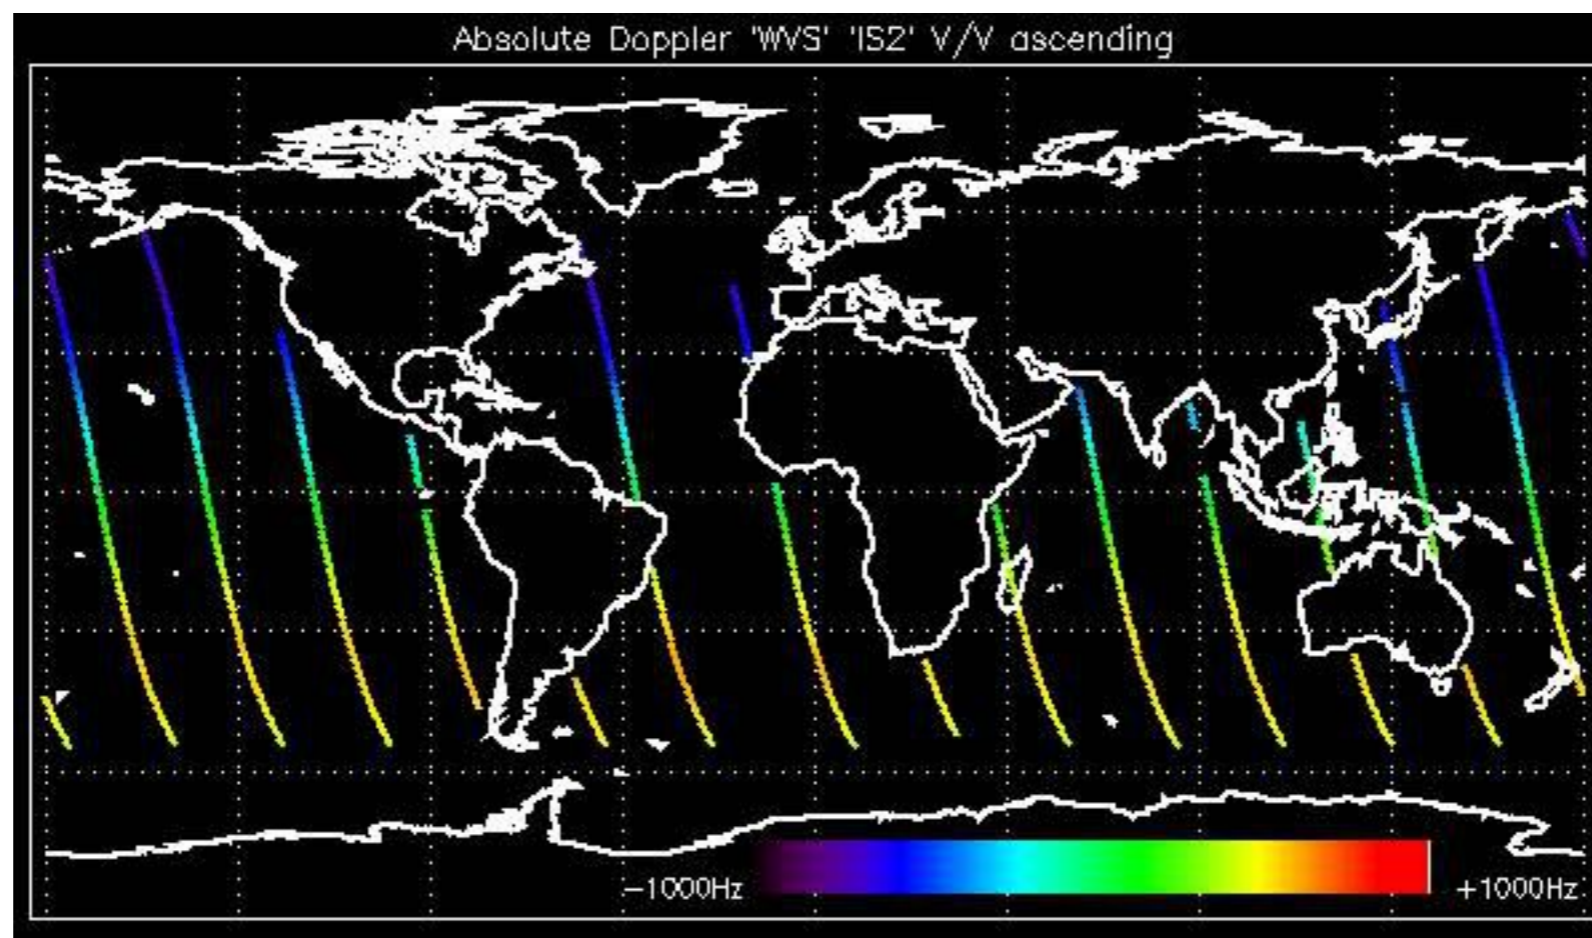 Absolute Doppler 'WVS' 'IS2' V/V ascending
−1000Hz +1000Hz